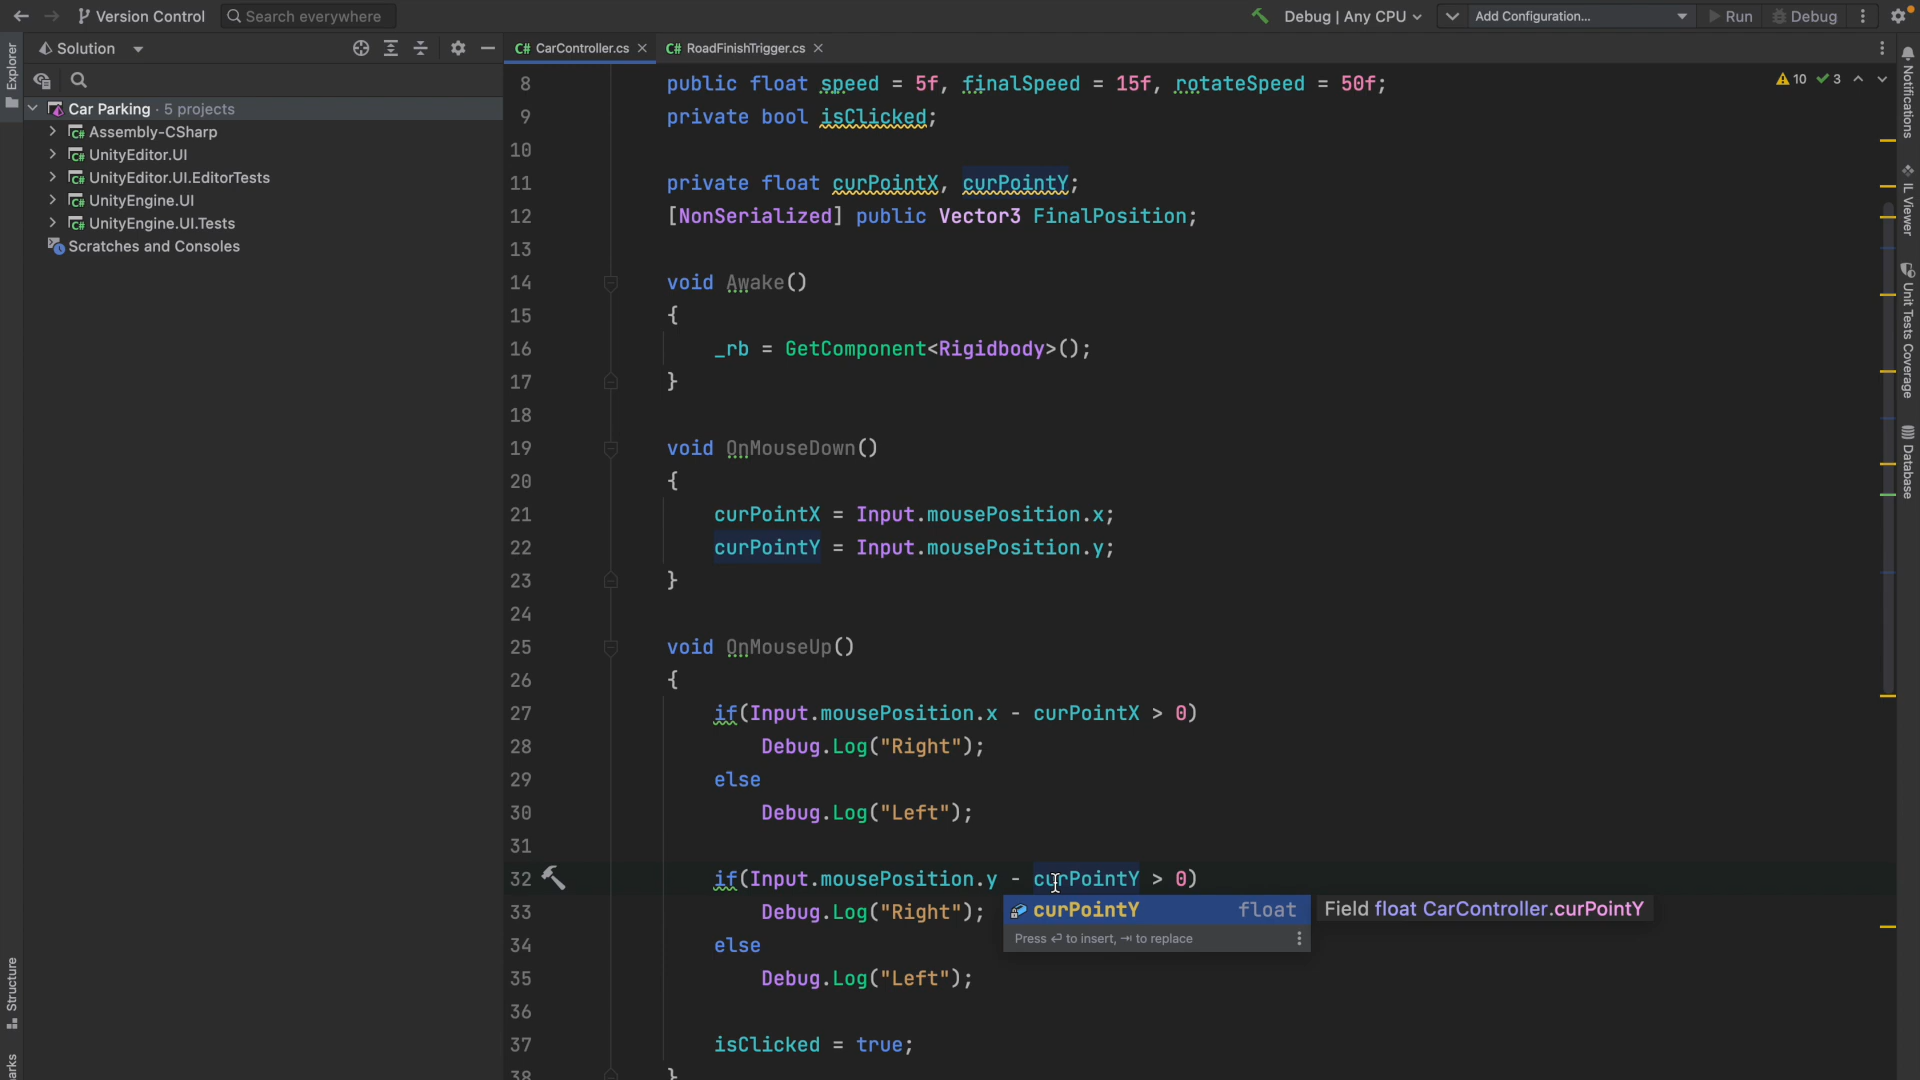 Version Control
Search everywhere
Debug | Any CPU
Add Configuration...
Run
Debug
Explorer
Solution
Car Parking · 5 projects
Assembly-CSharp
UnityEditor.UI
UnityEditor.UI.EditorTests
UnityEngine.UI
UnityEngine.UI.Tests
Scratches and Consoles
Structure
arks
C# CarController.cs
C# RoadFinishTrigger.cs
10 3
8 public float speed = 5f, finalSpeed = 15f, rotateSpeed = 50f;
9 private bool isClicked;
10
11 private float curPointX, curPointY;
12 [NonSerialized] public Vector3 FinalPosition;
13
14 void Awake()
15 {
16 _rb = GetComponent<Rigidbody>();
17 }
18
19 void OnMouseDown()
20 {
21 curPointX = Input.mousePosition.x;
22 curPointY = Input.mousePosition.y;
23 }
24
25 void OnMouseUp()
26 {
27 if(Input.mousePosition.x - curPointX > 0)
28 Debug.Log("Right");
29 else
30 Debug.Log("Left");
31
32 if(Input.mousePosition.y - curPointY > 0)
33 Debug.Log("Right");
curPointY float
Field float CarController.curPointY
Press ↵ to insert, ⇥ to replace
34 else
35 Debug.Log("Left");
36
37 isClicked = true;
38 }
Notifications
IL Viewer
Unit Tests Coverage
Database